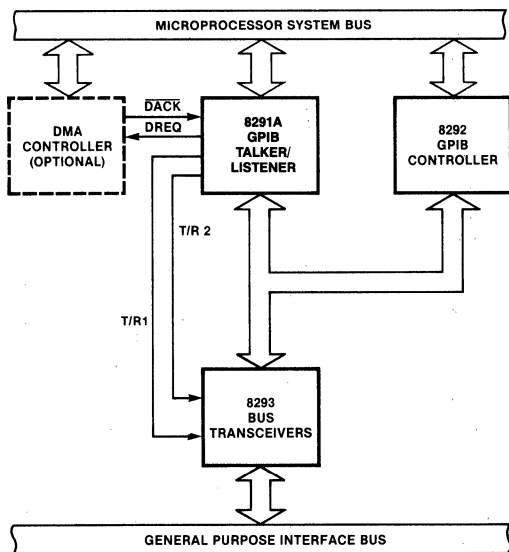 MICROPROCESSOR SYSTEM BUS
DMA
CONTROLLER
(OPTIONAL)
DACK
DREQ
8291A
GPIB
TALKER/
LISTENER
8292
GPIB
CONTROLLER
T/R 2
T/R1
8293
BUS
TRANSCEIVERS
GENERAL PURPOSE INTERFACE BUS